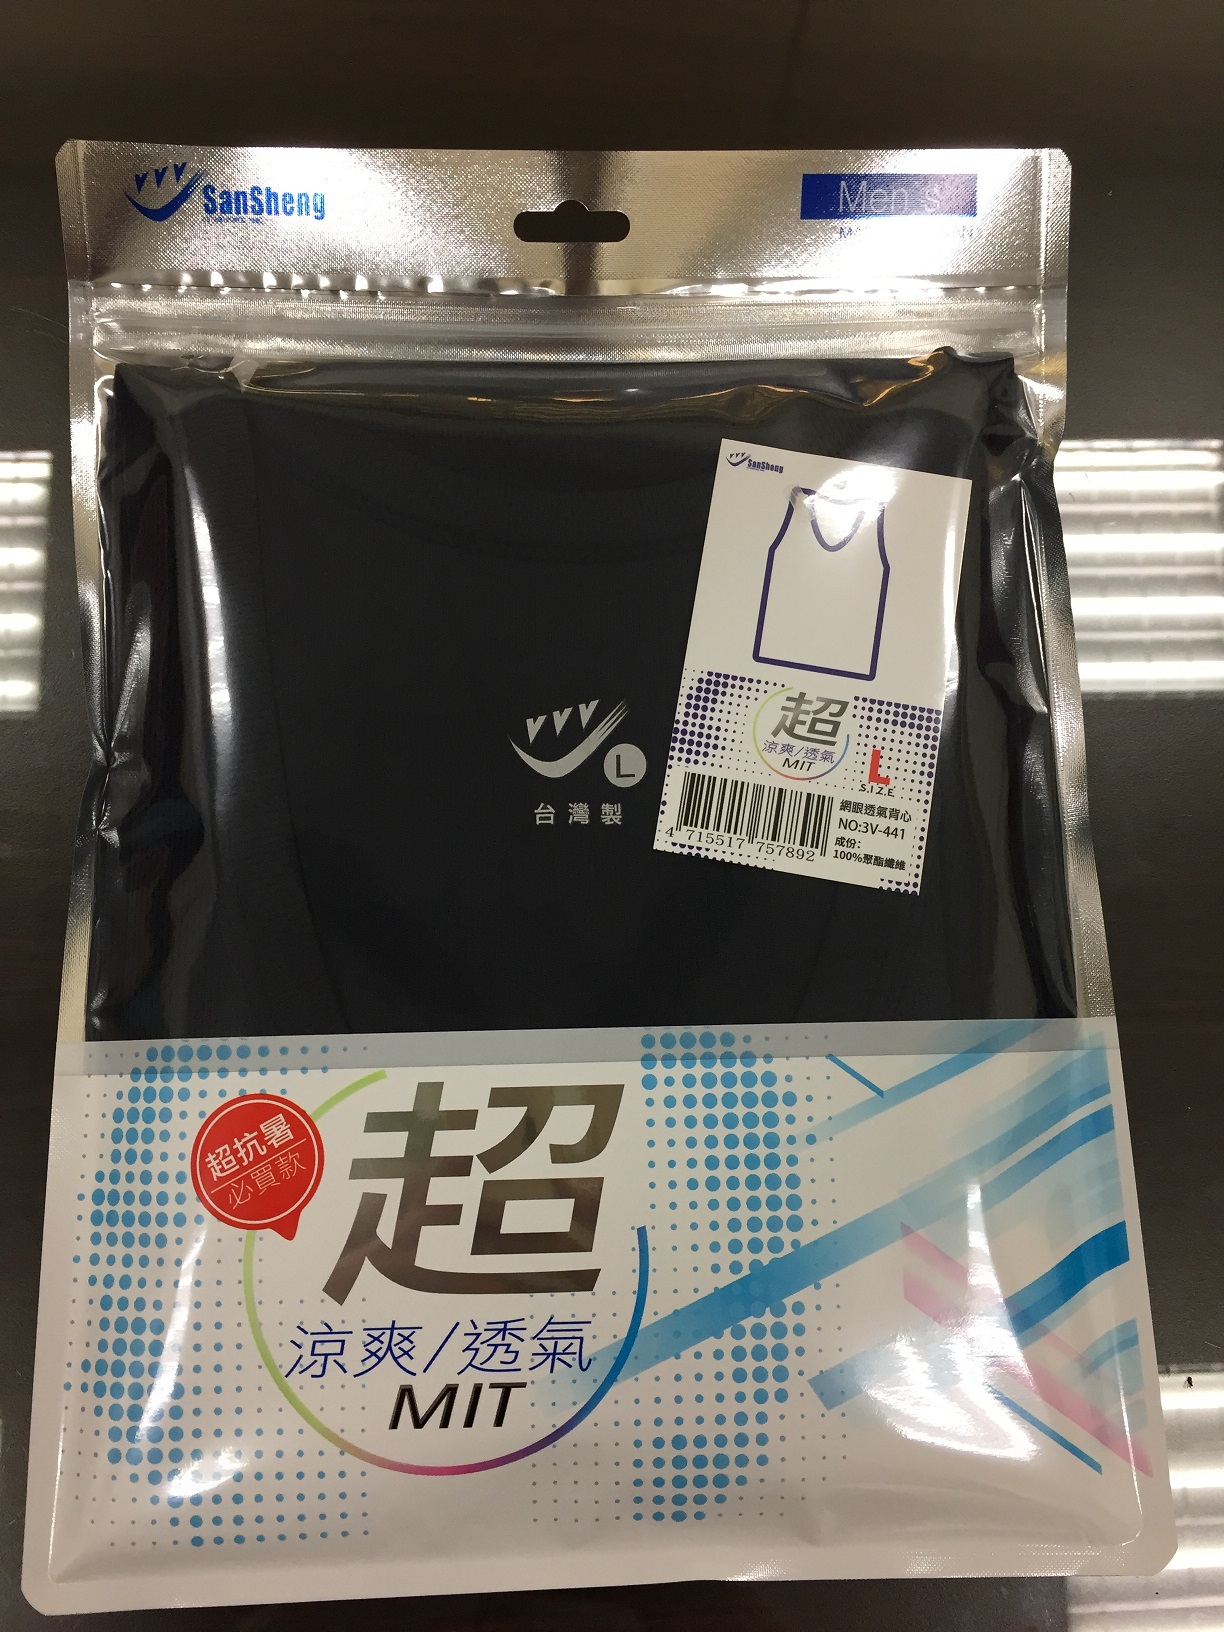 SanSheng
Men's
SanSheng
超
涼爽/透氣
MIT
L
S.I.Z.E.
網眼透氣背心
NO:3V-441
成份:
100%聚酯纖維
4 715517 757892
L
台灣製
超抗暑
必買款
超
涼爽/透氣
MIT